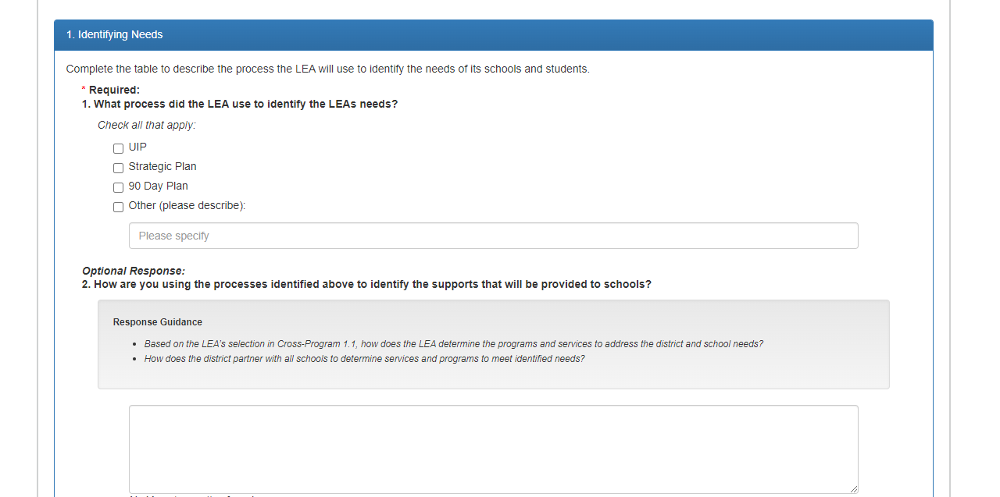 1. Identifying Needs
Complete the table to describe the process the LEA will use to identify the needs of its schools and students.
* Required:
1. What process did the LEA use to identify the LEAs needs?
Check all that apply:
UIP
Strategic Plan
90 Day Plan
Other (please describe):
Please specify
Optional Response:
2. How are you using the processes identified above to identify the supports that will be provided to schools?
Response Guidance
• Based on the LEA's selection in Cross-Program 1.1, how does the LEA determine the programs and services to address the district and school needs?
• How does the district partner with all schools to determine services and programs to meet identified needs?